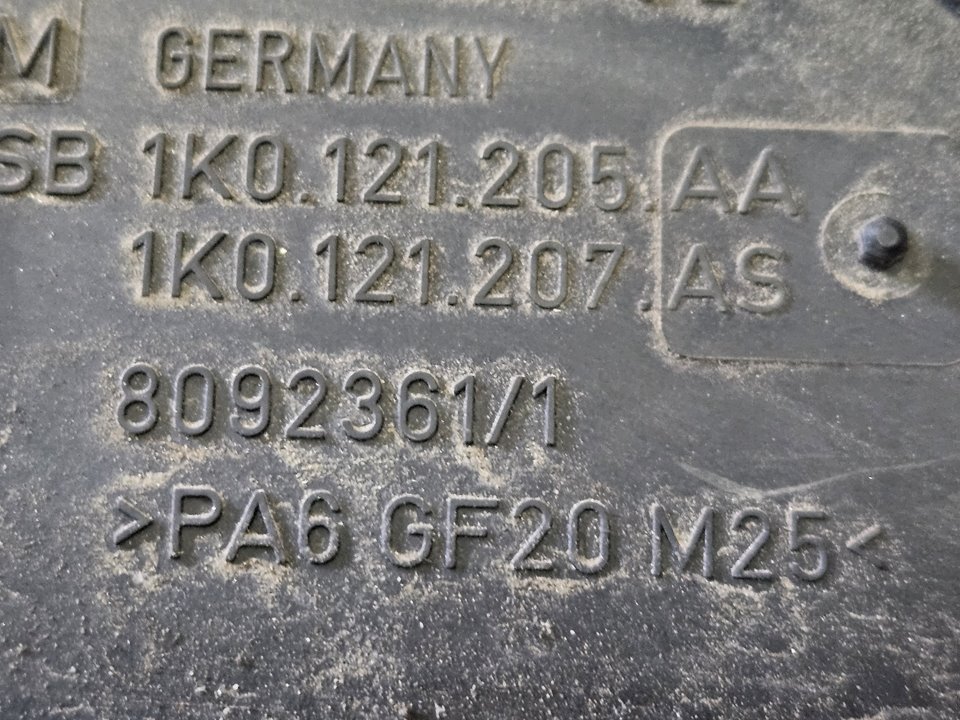 M GERMANY
SB 1K0.121.205.AA
1K0.121.207.AS
8092361/1
>PA6 GF20 M25<